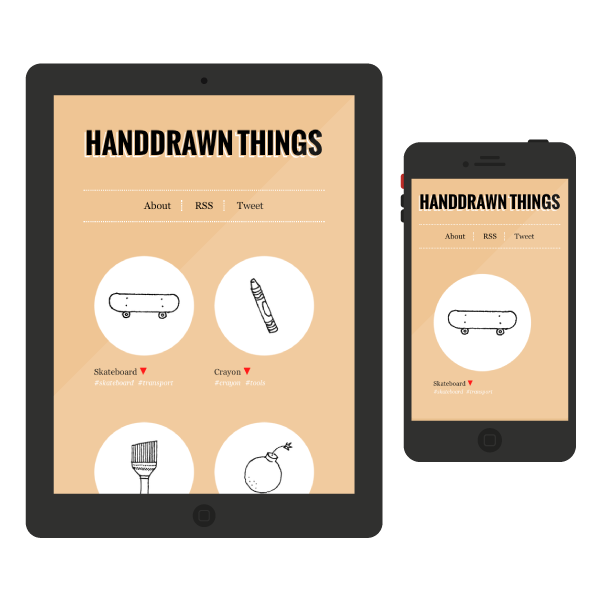 HANDDRAWN THINGS
About RSS Tweet
Skateboard Crayon
#skateboard #transport #crayon #tools
HANDDRAWN THINGS
About RSS Tweet
Skateboard
#skateboard #transport